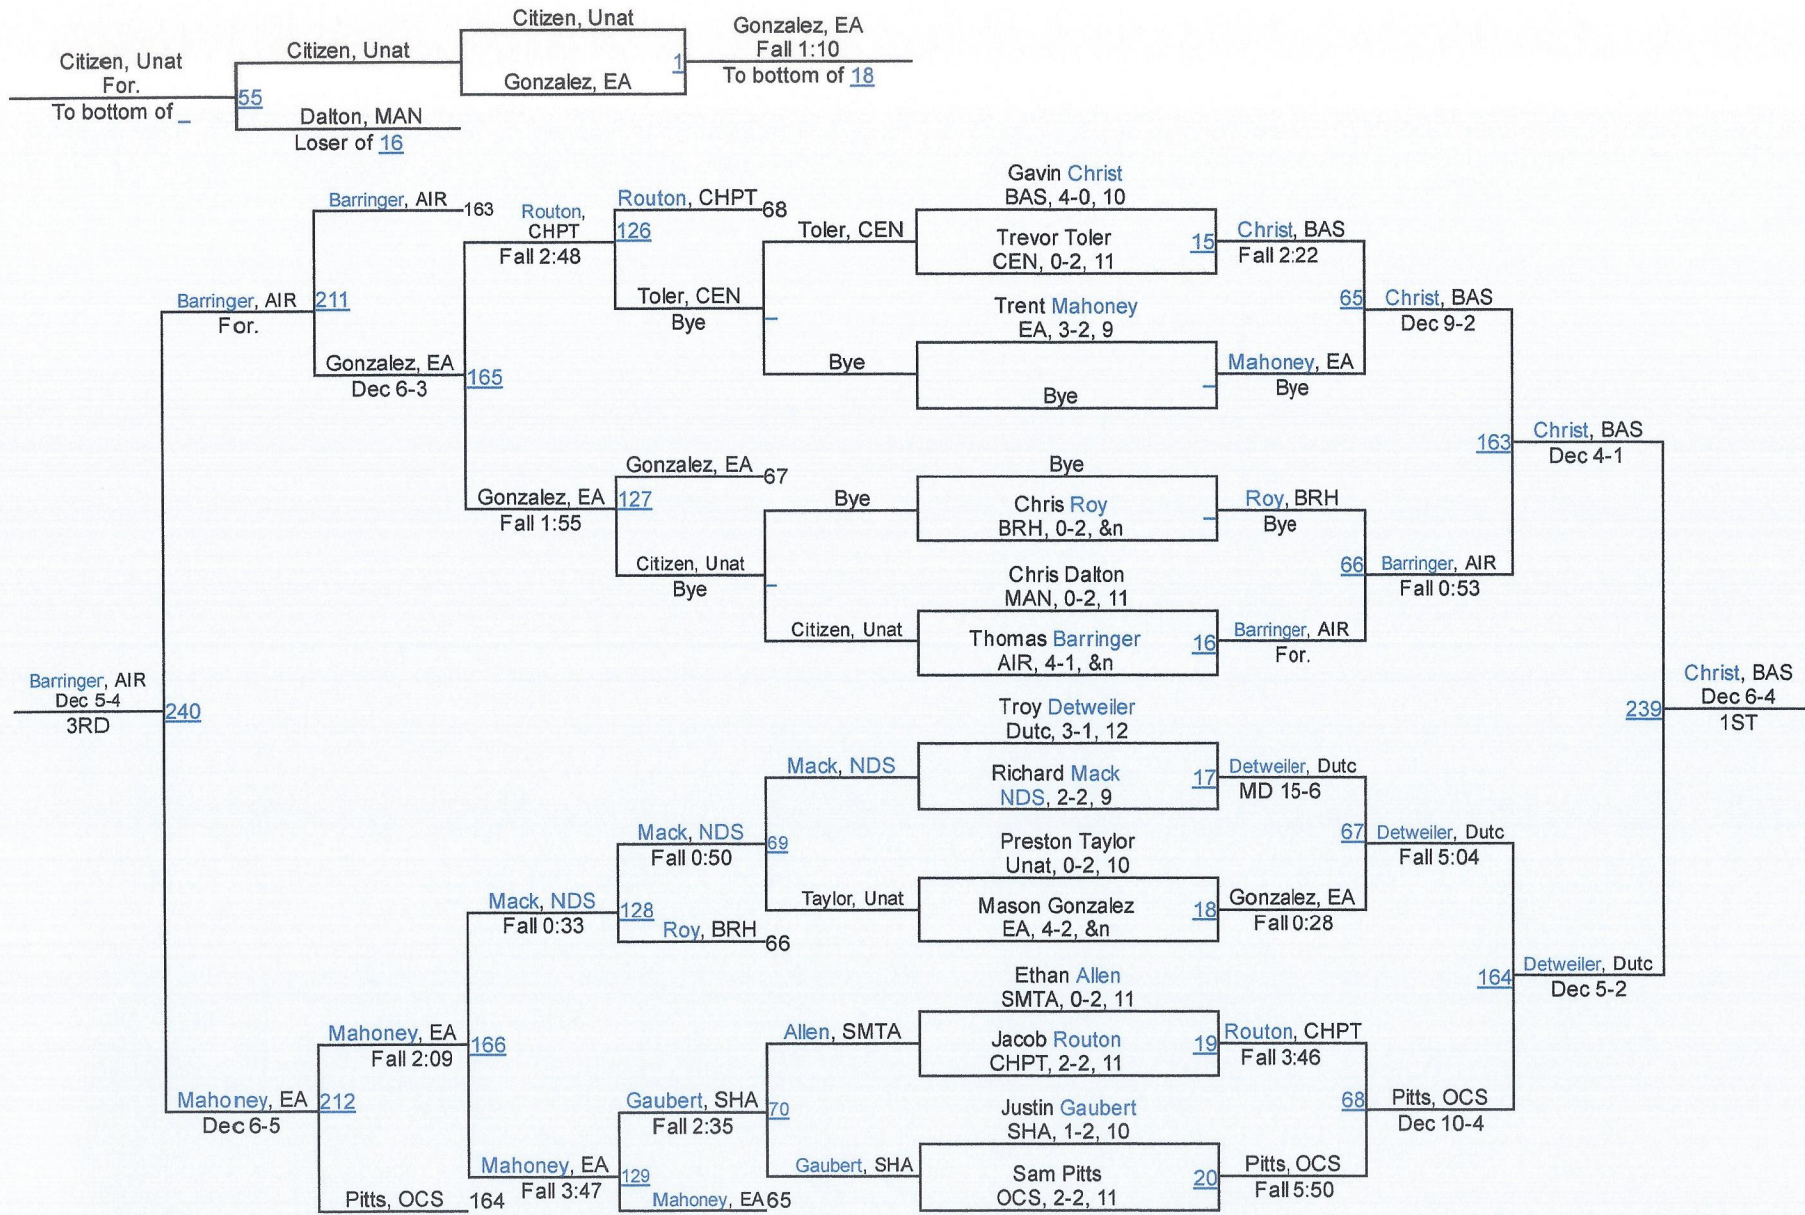 Citizen, Unat
For.
To bottom of _
55
Citizen, Unat
Dalton, MAN
Loser of 16
Citizen, Unat
Gonzalez, EA
1
Gonzalez, EA
Fall 1:10
To bottom of 18
Barringer, AIR
Dec 5-4
3RD
240
Barringer, AIR
For.
211
Barringer, AIR
163
Gonzalez, EA
Dec 6-3
165
Routon,
CHPT
Fall 2:48
126
Routon, CHPT
68
Toler, CEN
Bye
_
Toler, CEN
Bye
Gonzalez, EA
Fall 1:55
127
Gonzalez, EA
67
Citizen, Unat
Bye
_
Bye
Citizen, Unat
Mahoney, EA
Dec 6-5
212
Mahoney, EA
Fall 2:09
166
Pitts, OCS
164
Mack, NDS
Fall 0:33
128
Mack, NDS
Fall 0:50
69
Roy, BRH
66
Mack, NDS
Taylor, Unat
Mahoney, EA
Fall 3:47
129
Gaubert, SHA
Fall 2:35
70
Mahoney, EA
65
Allen, SMTA
Gaubert, SHA
Gavin Christ
BAS, 4-0, 10
Trevor Toler
CEN, 0-2, 11
15
Trent Mahoney
EA, 3-2, 9
Bye
_
Bye
Chris Roy
BRH, 0-2, &n
_
Chris Dalton
MAN, 0-2, 11
Thomas Barringer
AIR, 4-1, &n
16
Troy Detweiler
Dutc, 3-1, 12
Richard Mack
NDS, 2-2, 9
17
Preston Taylor
Unat, 0-2, 10
Mason Gonzalez
EA, 4-2, &n
18
Ethan Allen
SMTA, 0-2, 11
Jacob Routon
CHPT, 2-2, 11
19
Justin Gaubert
SHA, 1-2, 10
Sam Pitts
OCS, 2-2, 11
20
Christ, BAS
Fall 2:22
Mahoney, EA
Bye
65
Roy, BRH
Bye
Barringer, AIR
For.
66
Detweiler, Dutc
MD 15-6
Gonzalez, EA
Fall 0:28
67
Routon, CHPT
Fall 3:46
Pitts, OCS
Fall 5:50
68
Christ, BAS
Dec 9-2
Barringer, AIR
Fall 0:53
163
Detweiler, Dutc
Fall 5:04
Pitts, OCS
Dec 10-4
164
Christ, BAS
Dec 4-1
Detweiler, Dutc
Dec 5-2
239
Christ, BAS
Dec 6-4
1ST